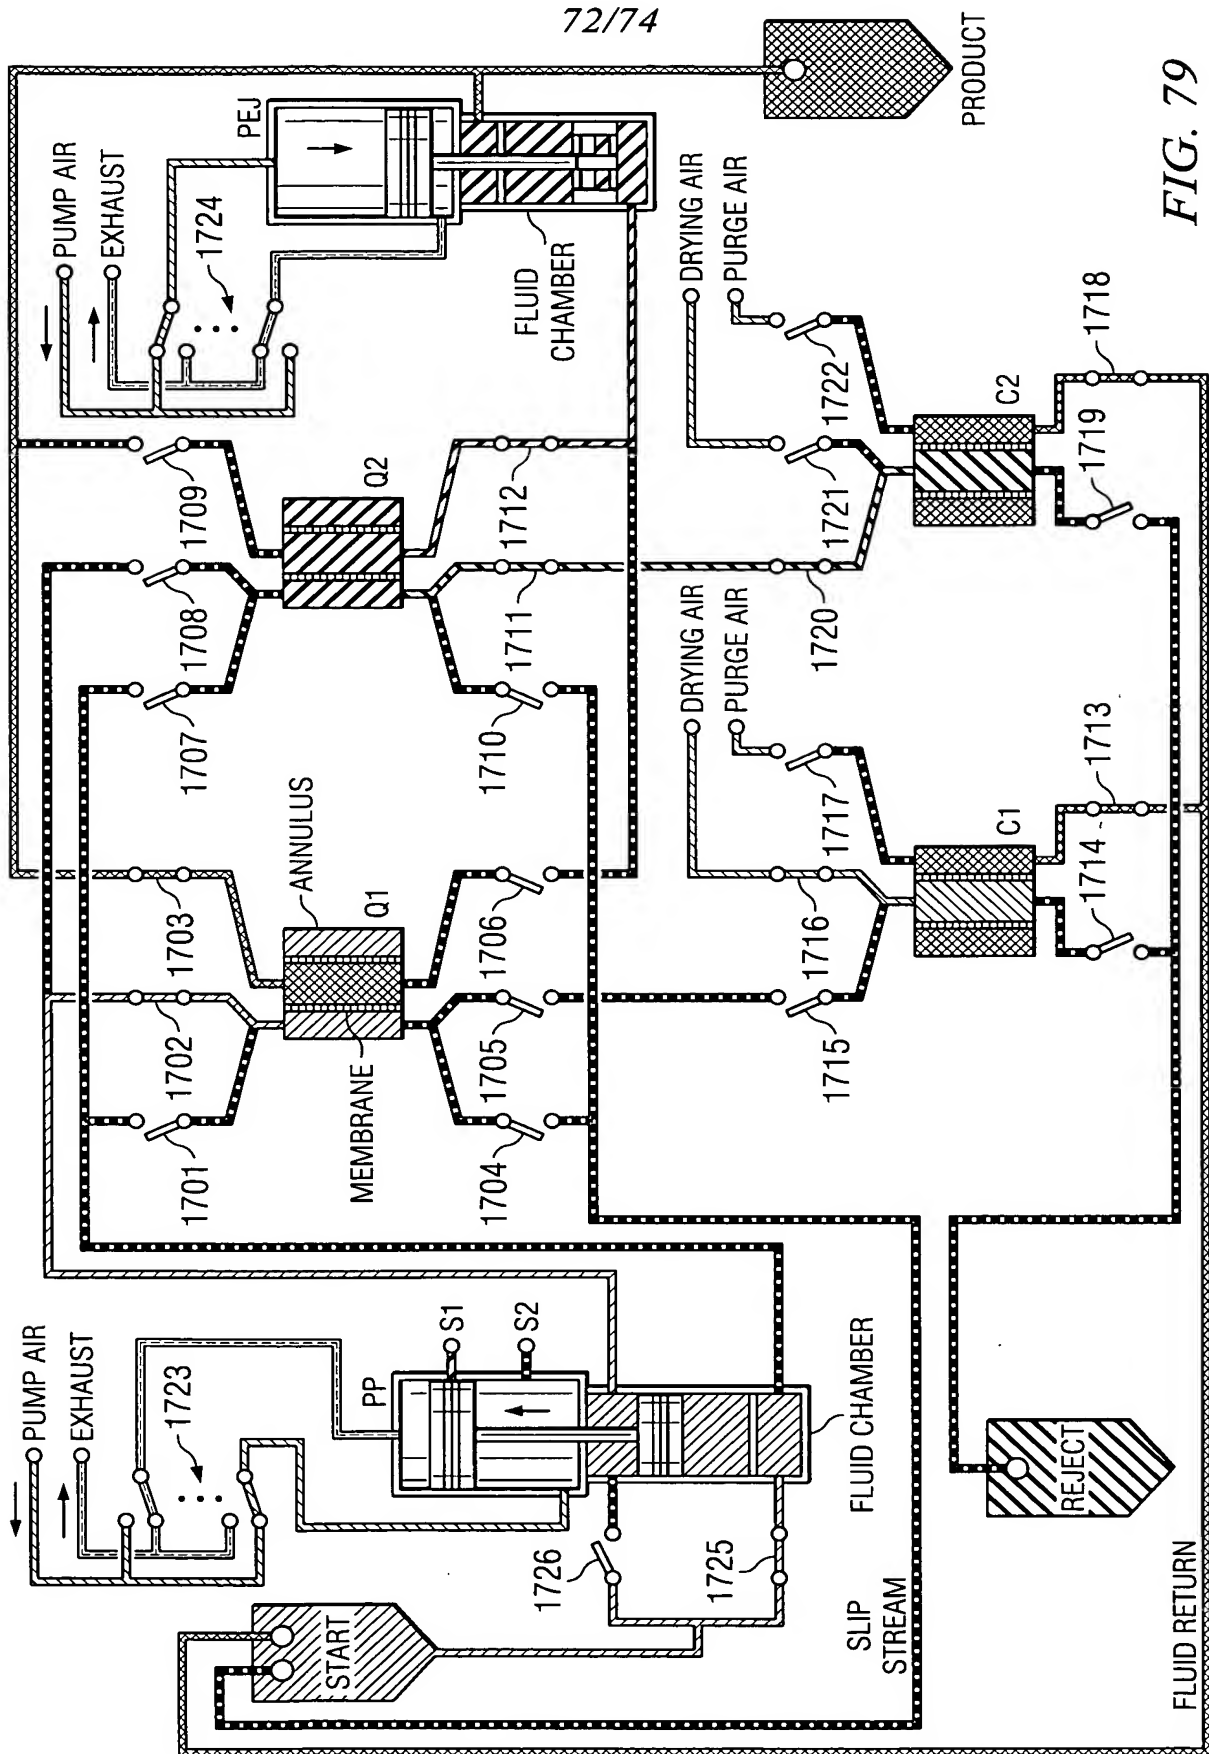 72/74
PUMP AIR
EXHAUST
1723
PP
S1
S2
START
1726
1725
SLIP
STREAM
FLUID CHAMBER
REJECT
FLUID RETURN
1701
1702
1703
MEMBRANE
ANNULUS
Q1
1704
1705
1706
1707
1708
1709
Q2
1710
1711
1712
PUMP AIR
EXHAUST
1724
PEJ
FLUID
CHAMBER
PRODUCT
DRYING AIR
PURGE AIR
1715
1716
1717
C1
1714
1713
DRYING AIR
PURGE AIR
1720
1721
1722
C2
1719
1718
FIG. 79